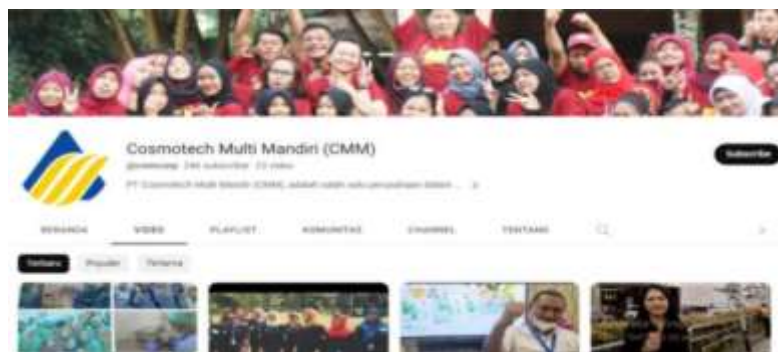 Cosmotech Multi Mandiri (CMM)
subscriber video
PT Cosmotech Multi Mandiri (CMM), adalah salah satu perusahaan dalam ...
Subscribe
BERANDA VIDEO PLAYLIST KOMUNITAS CHANNEL TENTANG
Terbaru Populer Terlama